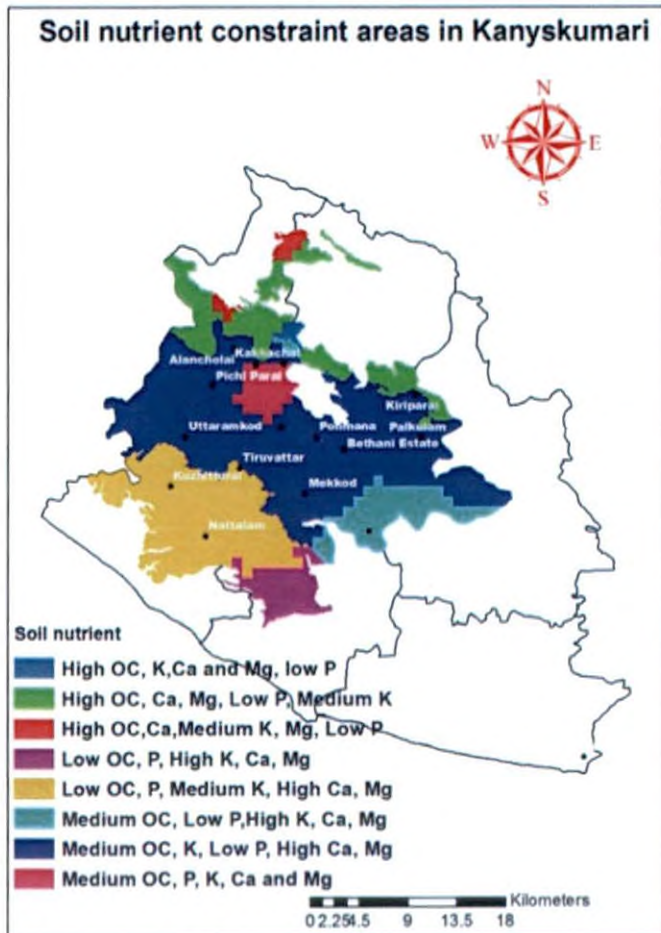 Soil nutrient constraint areas in Kanyskumari
N
W E
S
Kakkachal
Alancholai
Pichi Parai
Kiriparai
Uttaramkod Ponmana Palkulam
Bethani Estate
Tiruvattar
Kuzhitturai
Mekkod
Nattalam
Soil nutrient
High OC, K,Ca and Mg, low P
High OC, Ca, Mg, Low P, Medium K
High OC,Ca,Medium K, Mg, Low P
Low OC, P, High K, Ca, Mg
Low OC, P, Medium K, High Ca, Mg
Medium OC, Low P,High K, Ca, Mg
Medium OC, K, Low P, High Ca, Mg
Medium OC, P, K, Ca and Mg
Kilometers
0 2.25 4.5 9 13.5 18